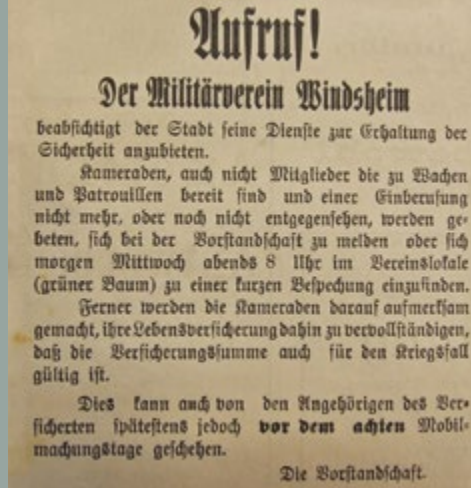 Aufruf!
Der Militärverein Windsheim
beabsichtigt der Stadt seine Dienste zur Erhaltung der
Sicherheit anzubieten.
Kameraden, auch nicht Mitglieder die zu Wachen
und Patrouillen bereit sind und einer Einberufung
nicht mehr, oder noch nicht entgegensehen, werden ge-
beten, sich bei der Vorstandschaft zu melden oder sich
morgen Mittwoch abends 8 Uhr im Vereinslokale
(grüner Baum) zu einer kurzen Bespechung einzufinden.
Ferner werden die Kameraden darauf aufmerksam
gemacht, ihre Lebensversicherung dahin zu vervollständigen,
daß die Versicherungssumme auch für den Kriegsfall
gültig ist.
Dies kann auch von den Angehörigen des Ver-
sicherten spätestens jedoch vor dem achten Mobil-
machungstage geschehen.
Die Vorstandschaft.